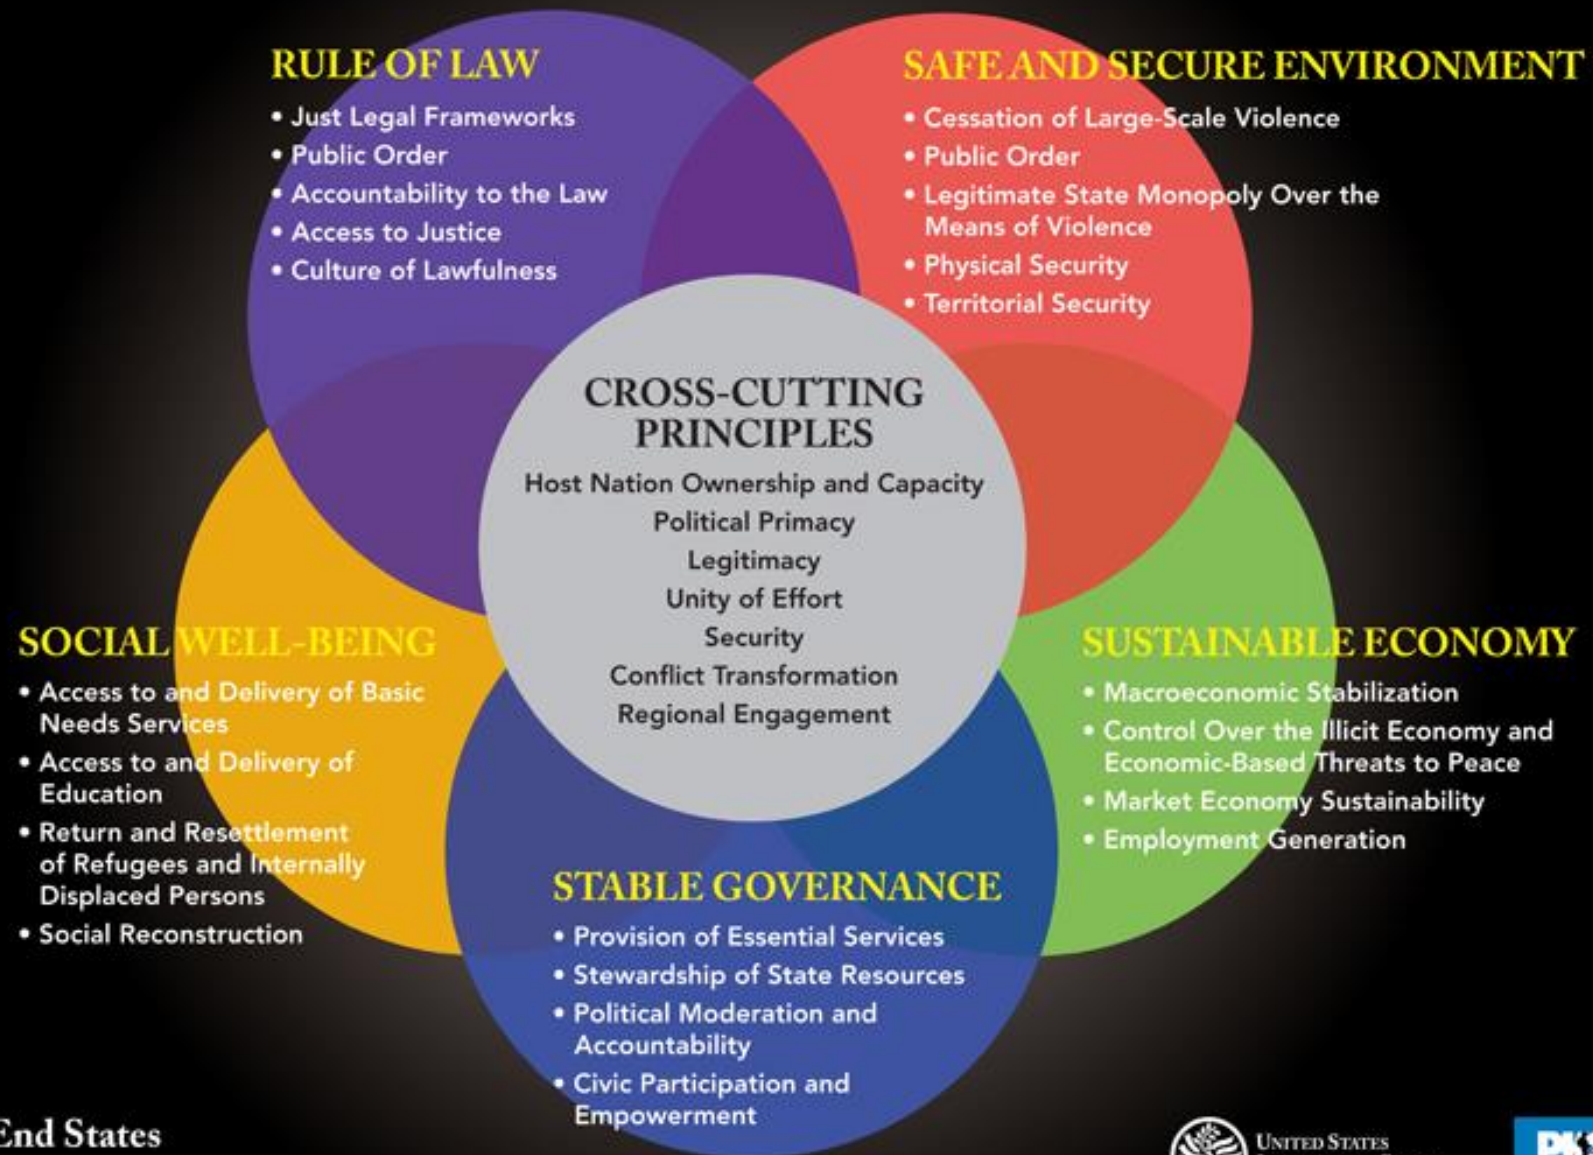 RULE OF LAW
• Just Legal Frameworks
• Public Order
• Accountability to the Law
• Access to Justice
• Culture of Lawfulness
SAFE AND SECURE ENVIRONMENT
• Cessation of Large-Scale Violence
• Public Order
• Legitimate State Monopoly Over the
Means of Violence
• Physical Security
• Territorial Security
CROSS-CUTTING
PRINCIPLES
Host Nation Ownership and Capacity
Political Primacy
Legitimacy
Unity of Effort
Security
Conflict Transformation
Regional Engagement
SOCIAL WELL-BEING
• Access to and Delivery of Basic
Needs Services
• Access to and Delivery of
Education
• Return and Resettlement
of Refugees and Internally
Displaced Persons
• Social Reconstruction
SUSTAINABLE ECONOMY
• Macroeconomic Stabilization
• Control Over the Illicit Economy and
Economic-Based Threats to Peace
• Market Economy Sustainability
• Employment Generation
STABLE GOVERNANCE
• Provision of Essential Services
• Stewardship of State Resources
• Political Moderation and
Accountability
• Civic Participation and
Empowerment
End States
UNITED STATES